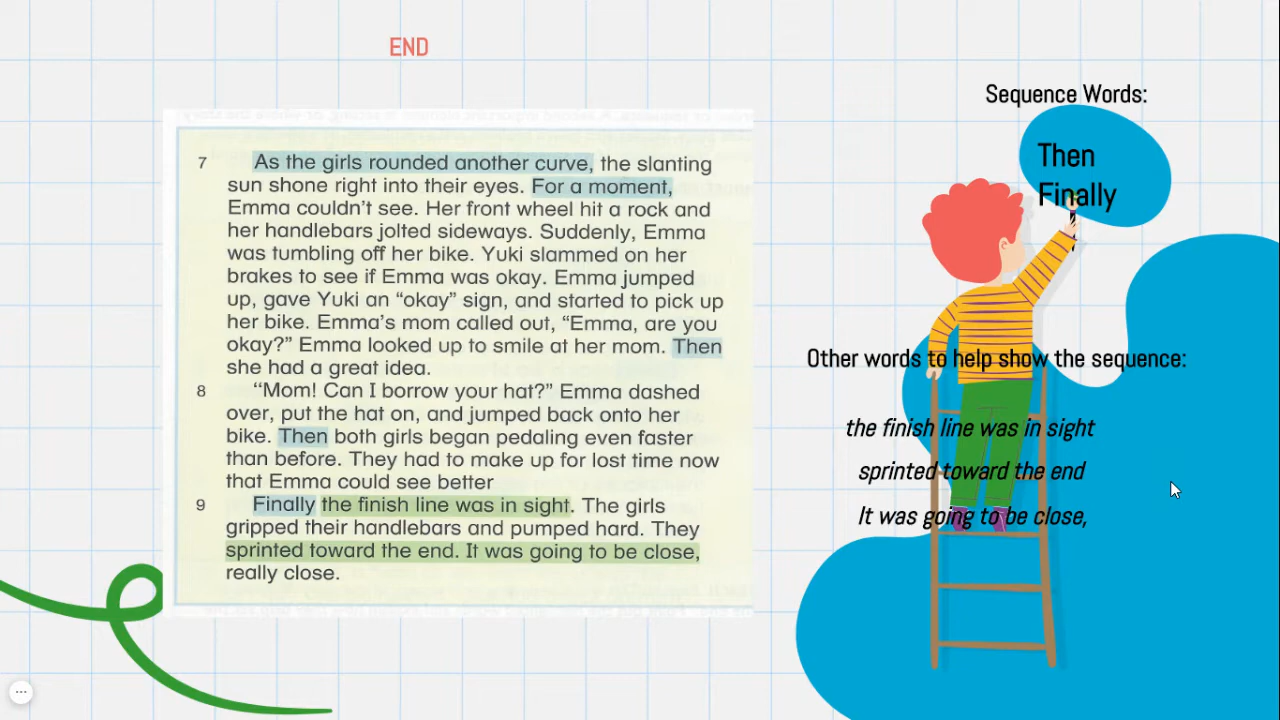 END
7 As the girls rounded another curve, the slanting
sun shone right into their eyes. For a moment,
Emma couldn't see. Her front wheel hit a rock and
her handlebars jolted sideways. Suddenly, Emma
was tumbling off her bike. Yuki slammed on her
brakes to see if Emma was okay. Emma jumped
up, gave Yuki an “okay” sign, and started to pick up
her bike. Emma's mom called out, “Emma, are you
okay?” Emma looked up to smile at her mom. Then
she had a great idea.
8 “Mom! Can I borrow your hat?” Emma dashed
over, put the hat on, and jumped back onto her
bike. Then both girls began pedaling even faster
than before. They had to make up for lost time now
that Emma could see better
9 Finally the finish line was in sight. The girls
gripped their handlebars and pumped hard. They
sprinted toward the end. It was going to be close,
really close.
Sequence Words:
Then
Finally
Other words to help show the sequence:
the finish line was in sight
sprinted toward the end
It was going to be close,